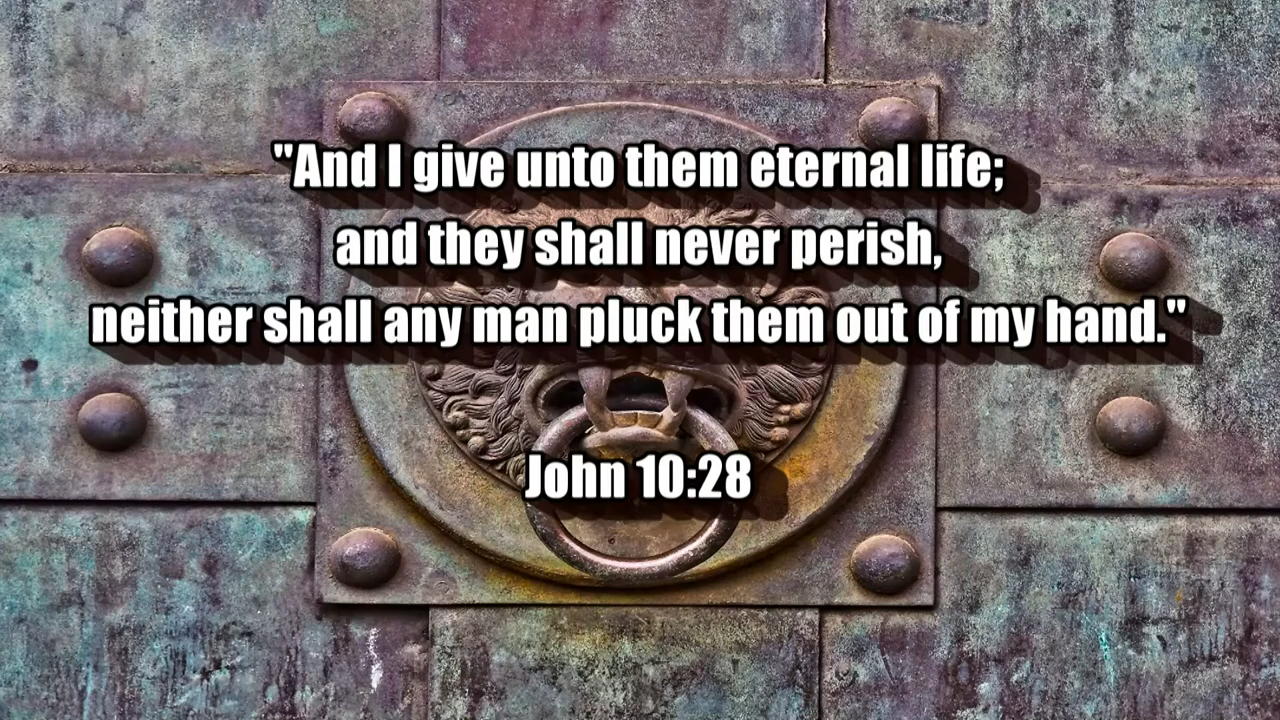 "And I give unto them eternal life;
and they shall never perish,
neither shall any man pluck them out of my hand."
John 10:28